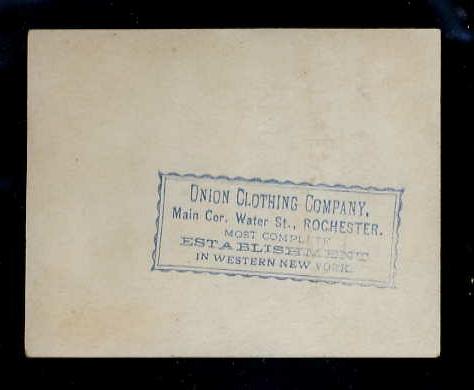 UNION CLOTHING COMPANY,
Main Cor. Water St., ROCHESTER.
MOST COMPLETE
ESTABLISHMENT
IN WESTERN NEW YORK.